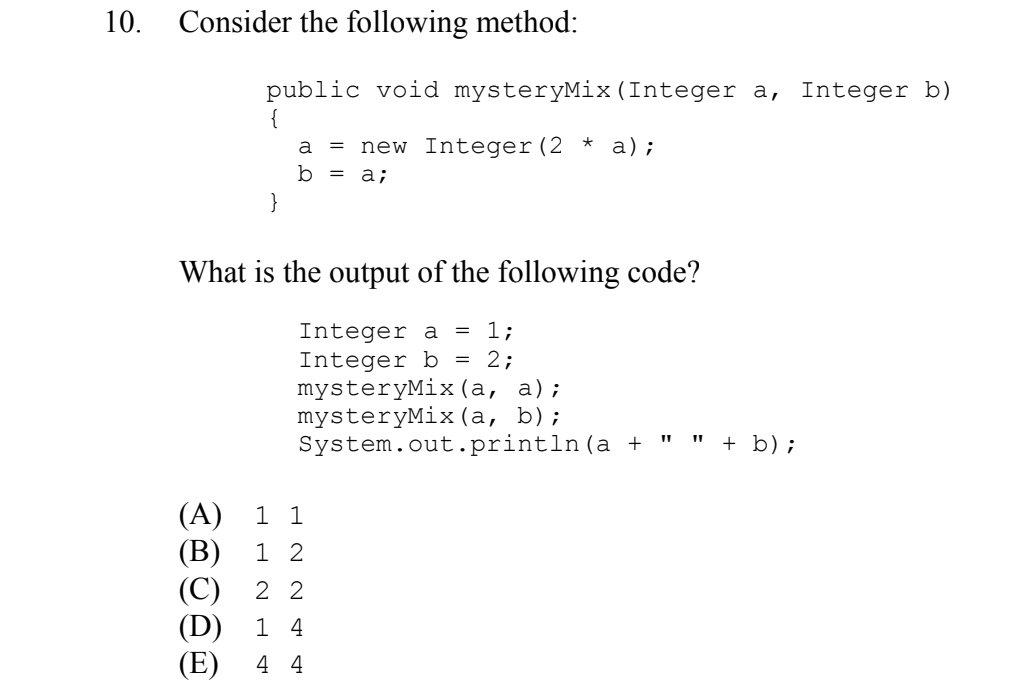 10. Consider the following method:
public void mysteryMix(Integer a, Integer b)
{
a = new Integer(2 * a);
b = a;
}
What is the output of the following code?
Integer a = 1;
Integer b = 2;
mysteryMix(a, a);
mysteryMix(a, b);
System.out.println(a + " " + b);
(A) 1 1
(B) 1 2
(C) 2 2
(D) 1 4
(E) 4 4